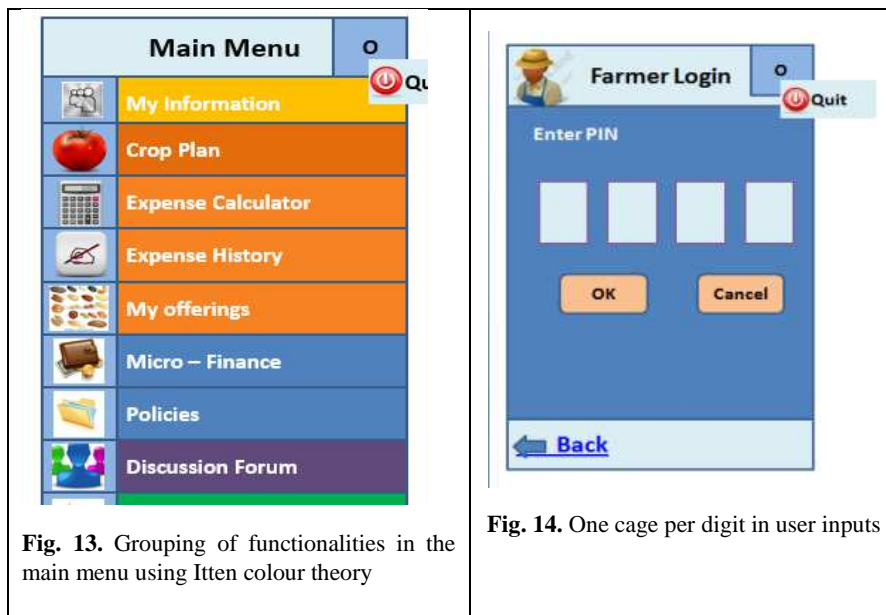 Main Menu
O
Qu
My Information
Crop Plan
Expense Calculator
Expense History
My offerings
Micro – Finance
Policies
Discussion Forum
Fig. 13. Grouping of functionalities in the
main menu using Itten colour theory
Farmer Login
O
Quit
Enter PIN
OK
Cancel
Back
Fig. 14. One cage per digit in user inputs